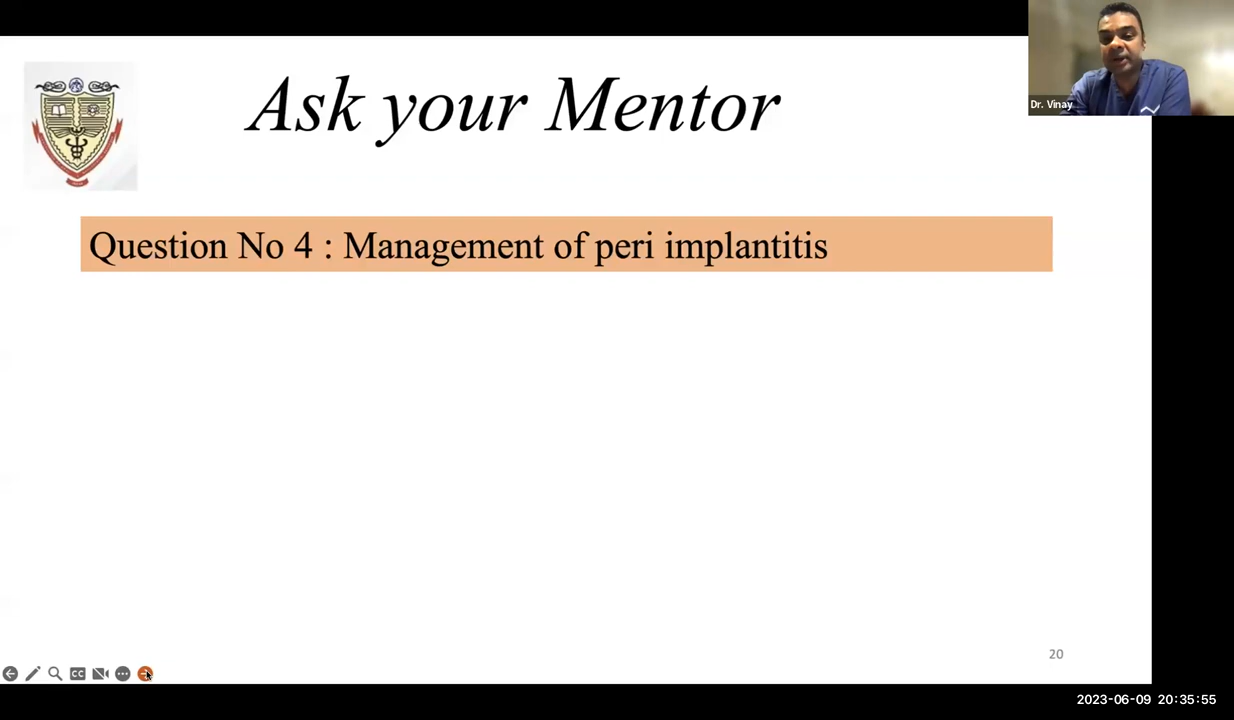 Ask your Mentor
Dr. Vinay
Question No 4 : Management of peri implantitis
20
CC
2023-06-09 20:35:55